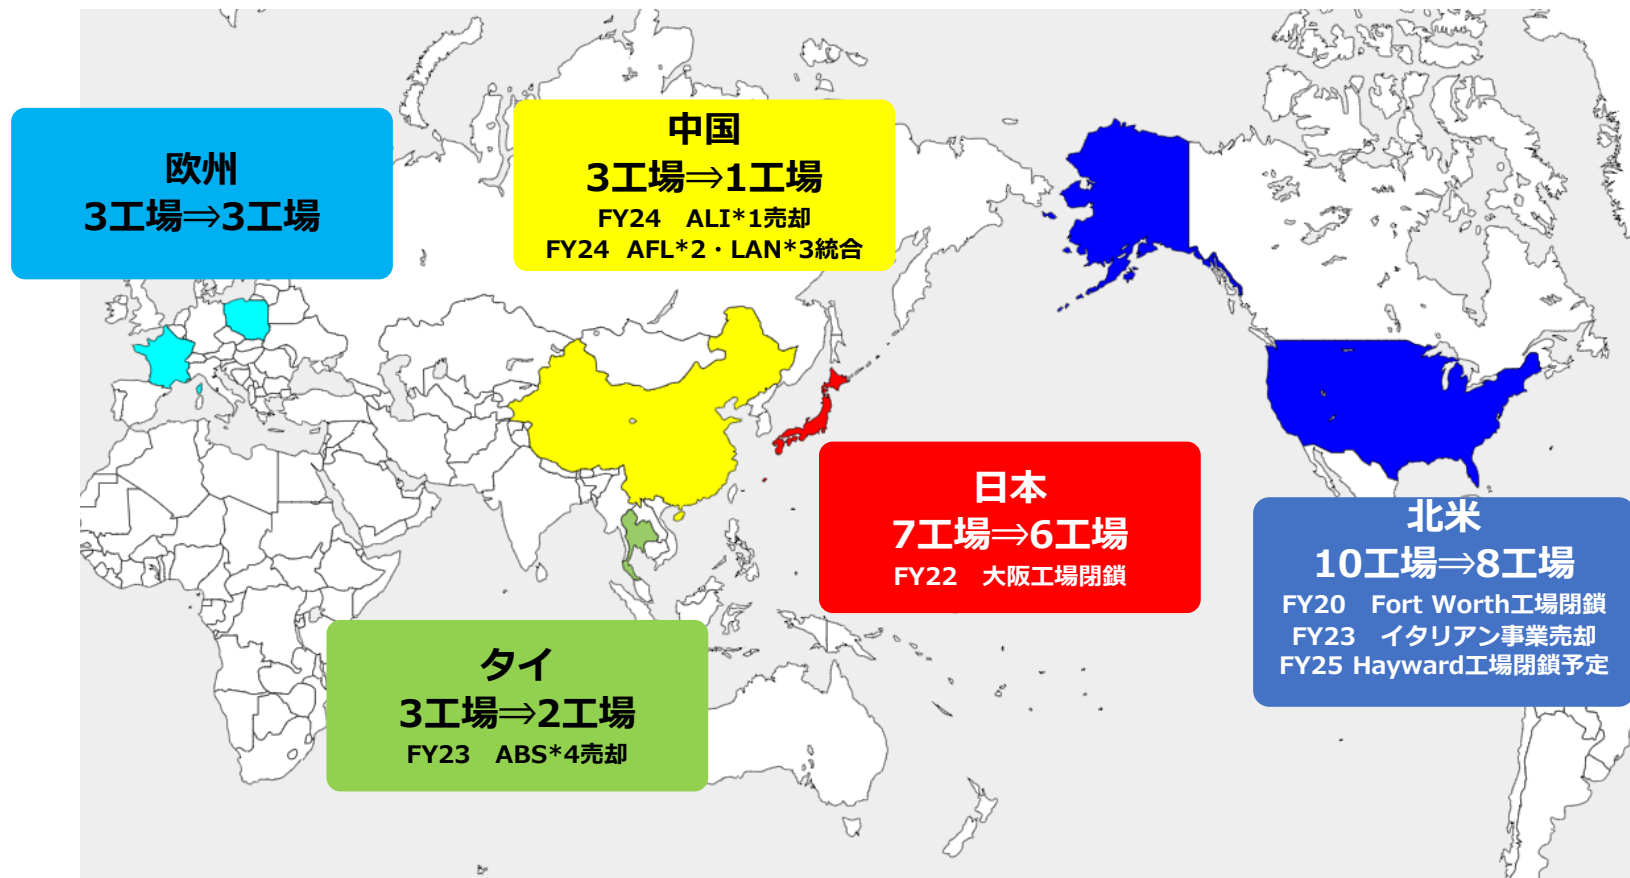 欧州
3工場⇒3工場
中国
3工場⇒1工場
FY24　ALI*1売却
FY24 AFL*2・LAN*3統合
日本
7工場⇒6工場
FY22　大阪工場閉鎖
北米
10工場⇒8工場
FY20　Fort Worth工場閉鎖
FY23　イタリアン事業売却
FY25 Hayward工場閉鎖予定
タイ
3工場⇒2工場
FY23　ABS*4売却